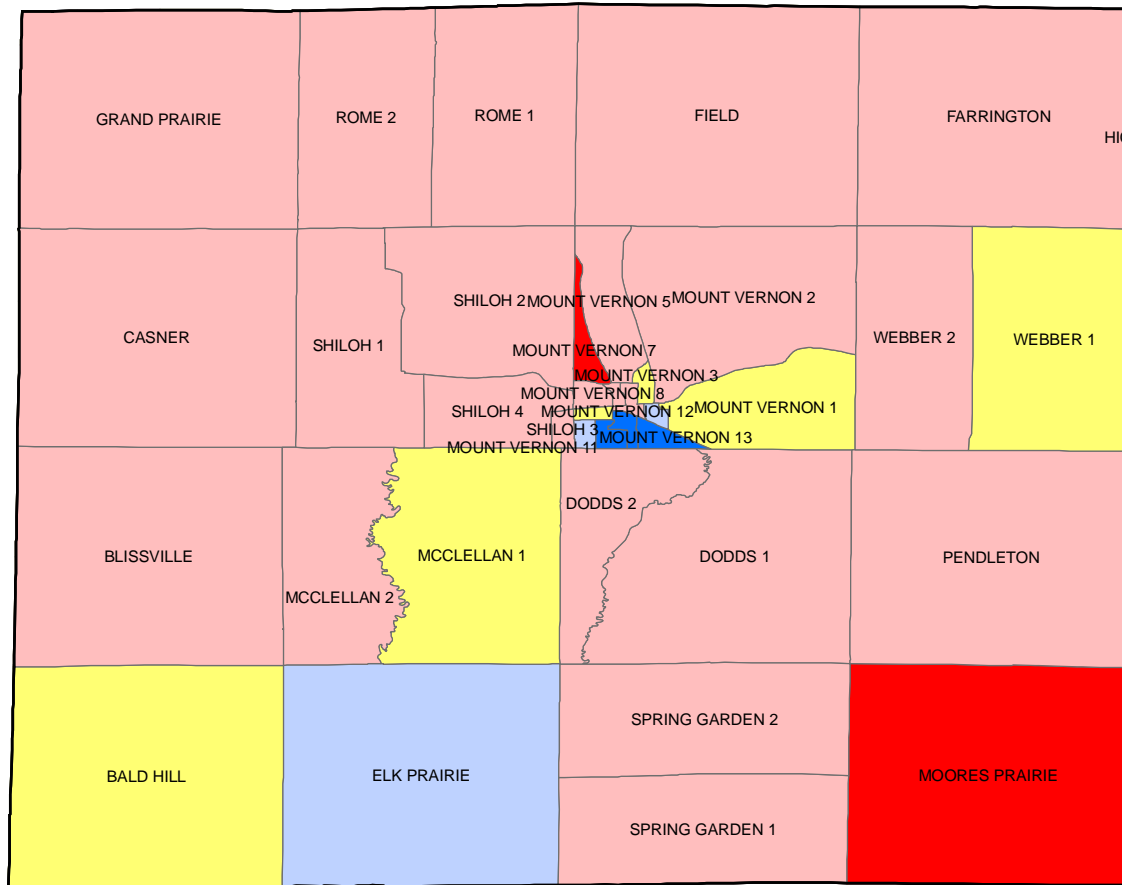 GRAND PRAIRIE
ROME 2
ROME 1
FIELD
FARRINGTON
HIC
CASNER
SHILOH 1
SHILOH 2
MOUNT VERNON 5
MOUNT VERNON 2
WEBBER 2
WEBBER 1
MOUNT VERNON 7
MOUNT VERNON 3
MOUNT VERNON 8
SHILOH 4
MOUNT VERNON 12
MOUNT VERNON 1
SHILOH 3
MOUNT VERNON 13
MOUNT VERNON 11
BLISSVILLE
MCCLELLAN 2
MCCLELLAN 1
DODDS 2
DODDS 1
PENDLETON
BALD HILL
ELK PRAIRIE
SPRING GARDEN 2
SPRING GARDEN 1
MOORES PRAIRIE